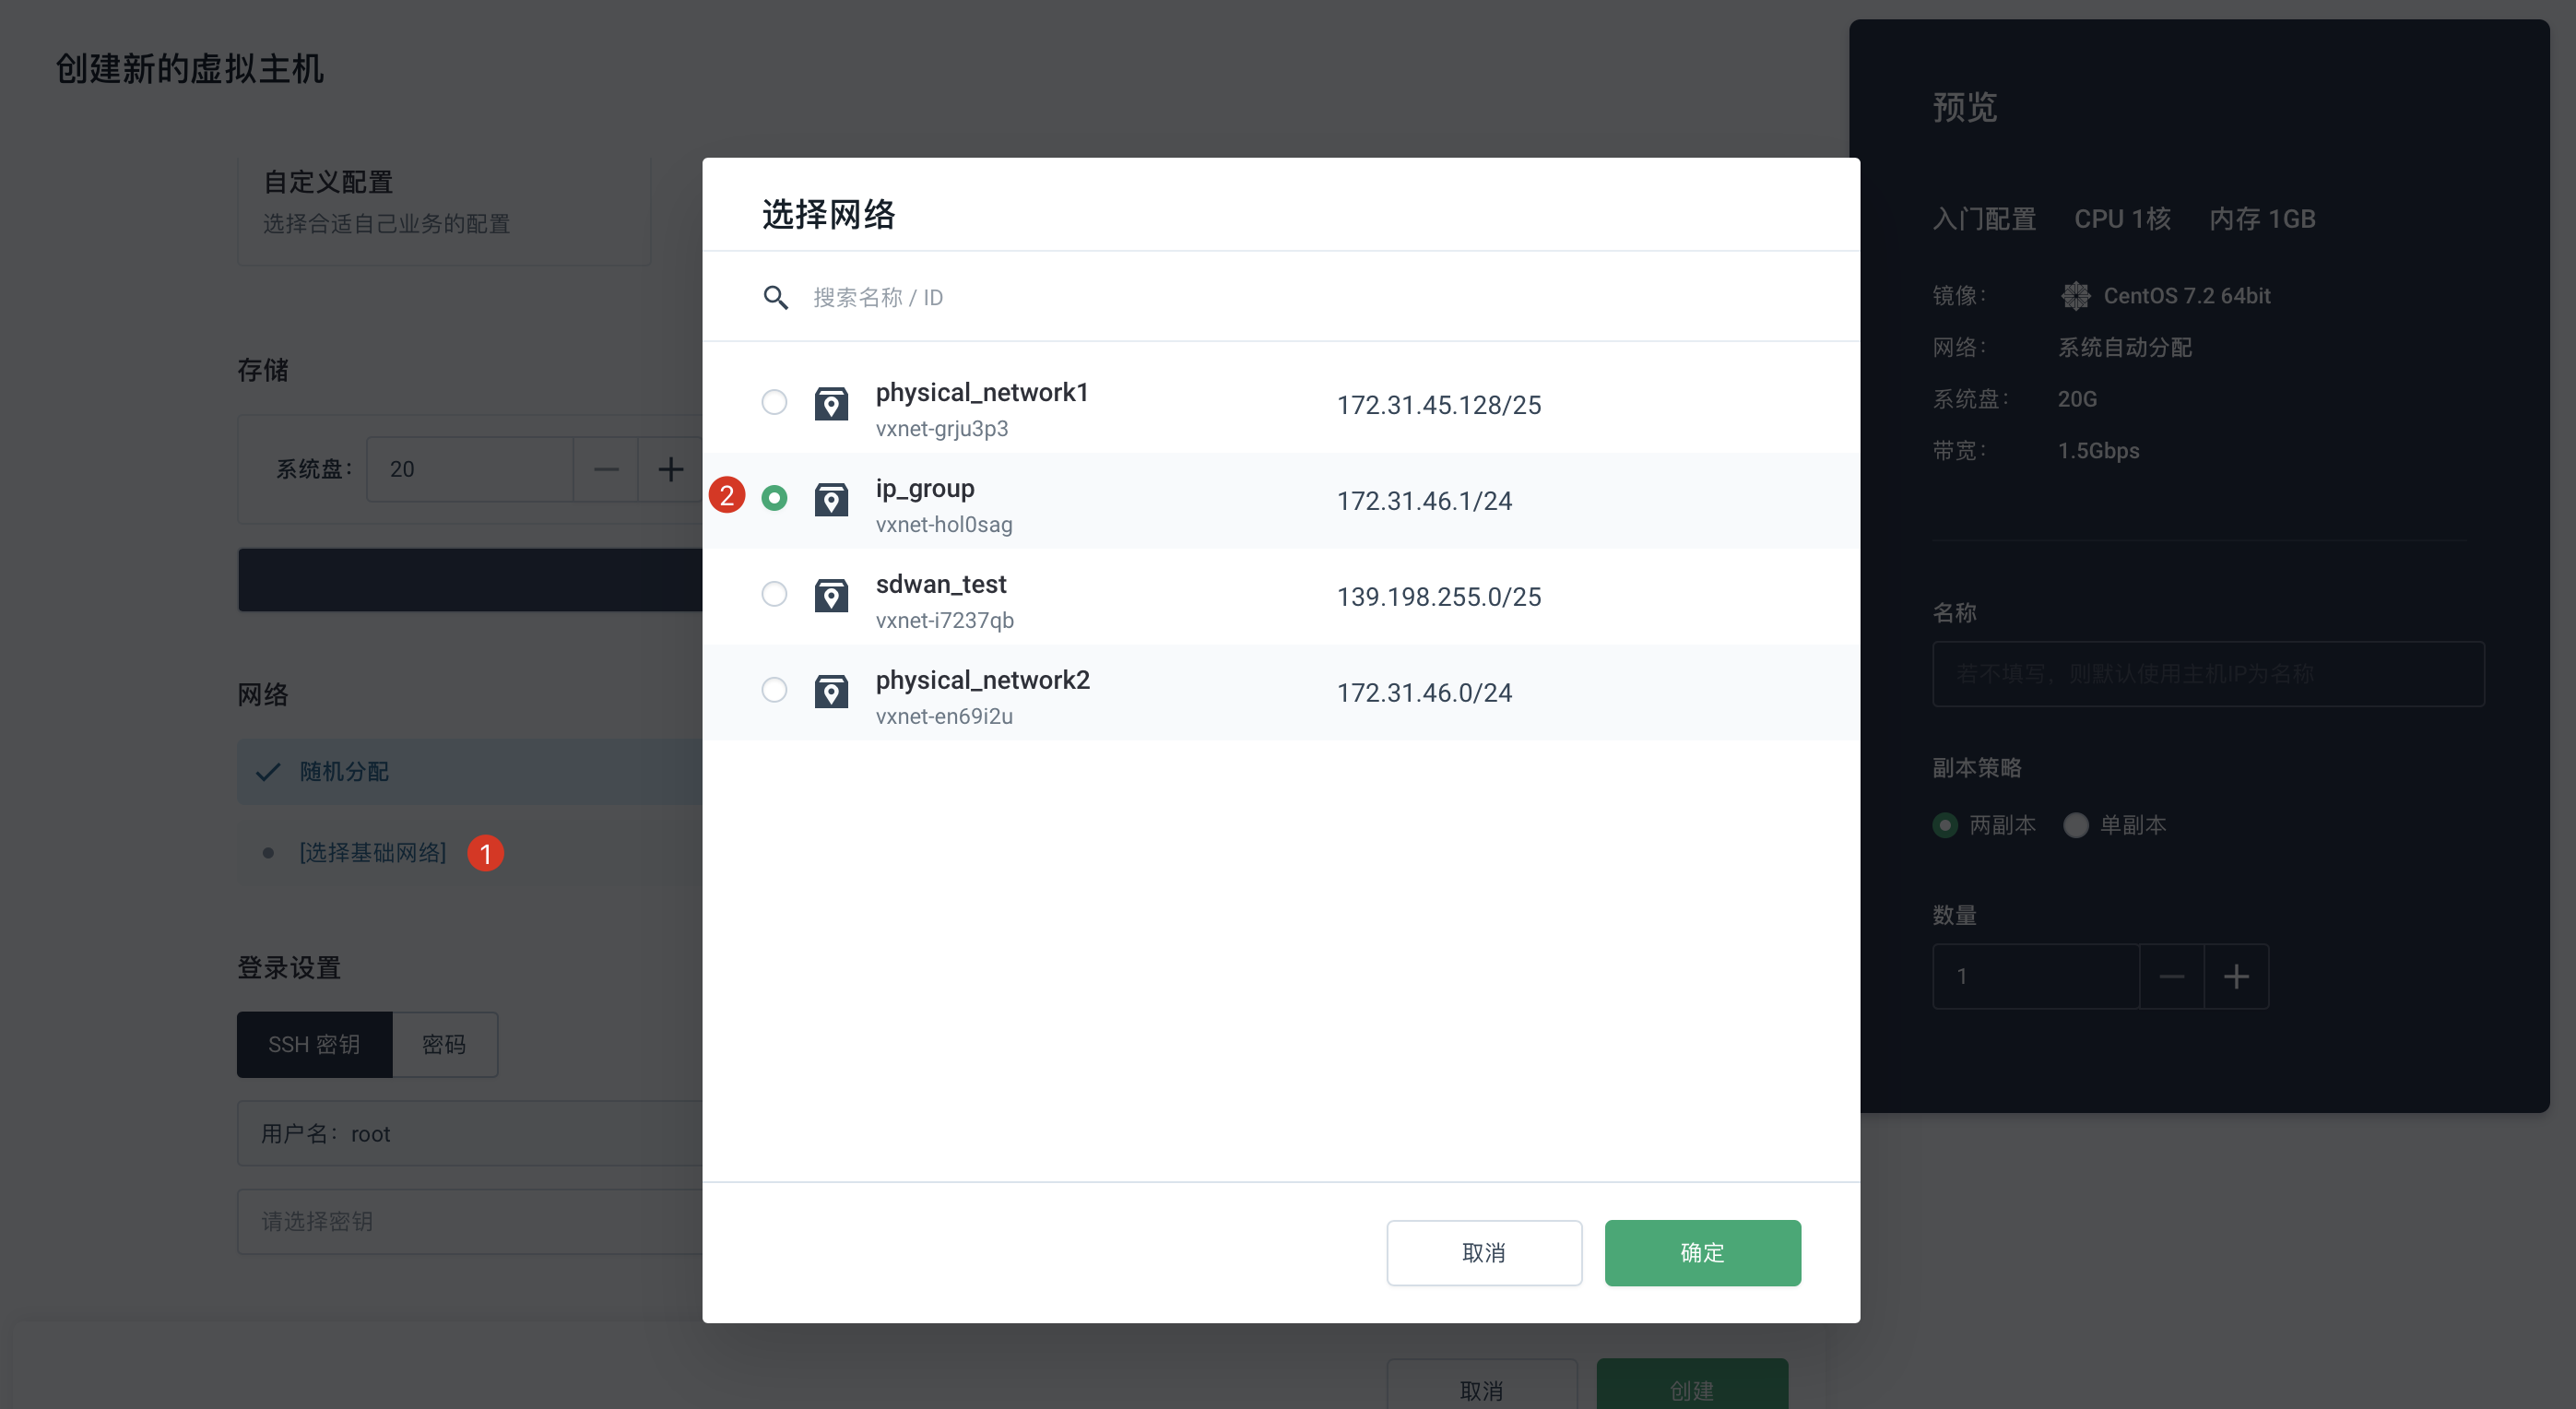 创建新的虚拟主机
自定义配置
选择合适自己业务的配置
存储
系统盘： 20
网络
随机分配
[选择基础网络] 1
登录设置
SSH 密钥 密码
用户名：root
请选择密钥
取消 创建
选择网络
搜索名称 / ID
physical_network1 172.31.45.128/25
vxnet-grju3p3
2 ip_group 172.31.46.1/24
vxnet-hol0sag
sdwan_test 139.198.255.0/25
vxnet-i7237qb
physical_network2 172.31.46.0/24
vxnet-en69i2u
取消 确定
预览
入门配置 CPU 1核 内存 1GB
镜像： CentOS 7.2 64bit
网络： 系统自动分配
系统盘： 20G
带宽： 1.5Gbps
名称
若不填写，则默认使用主机IP为名称
副本策略
两副本 单副本
数量
1